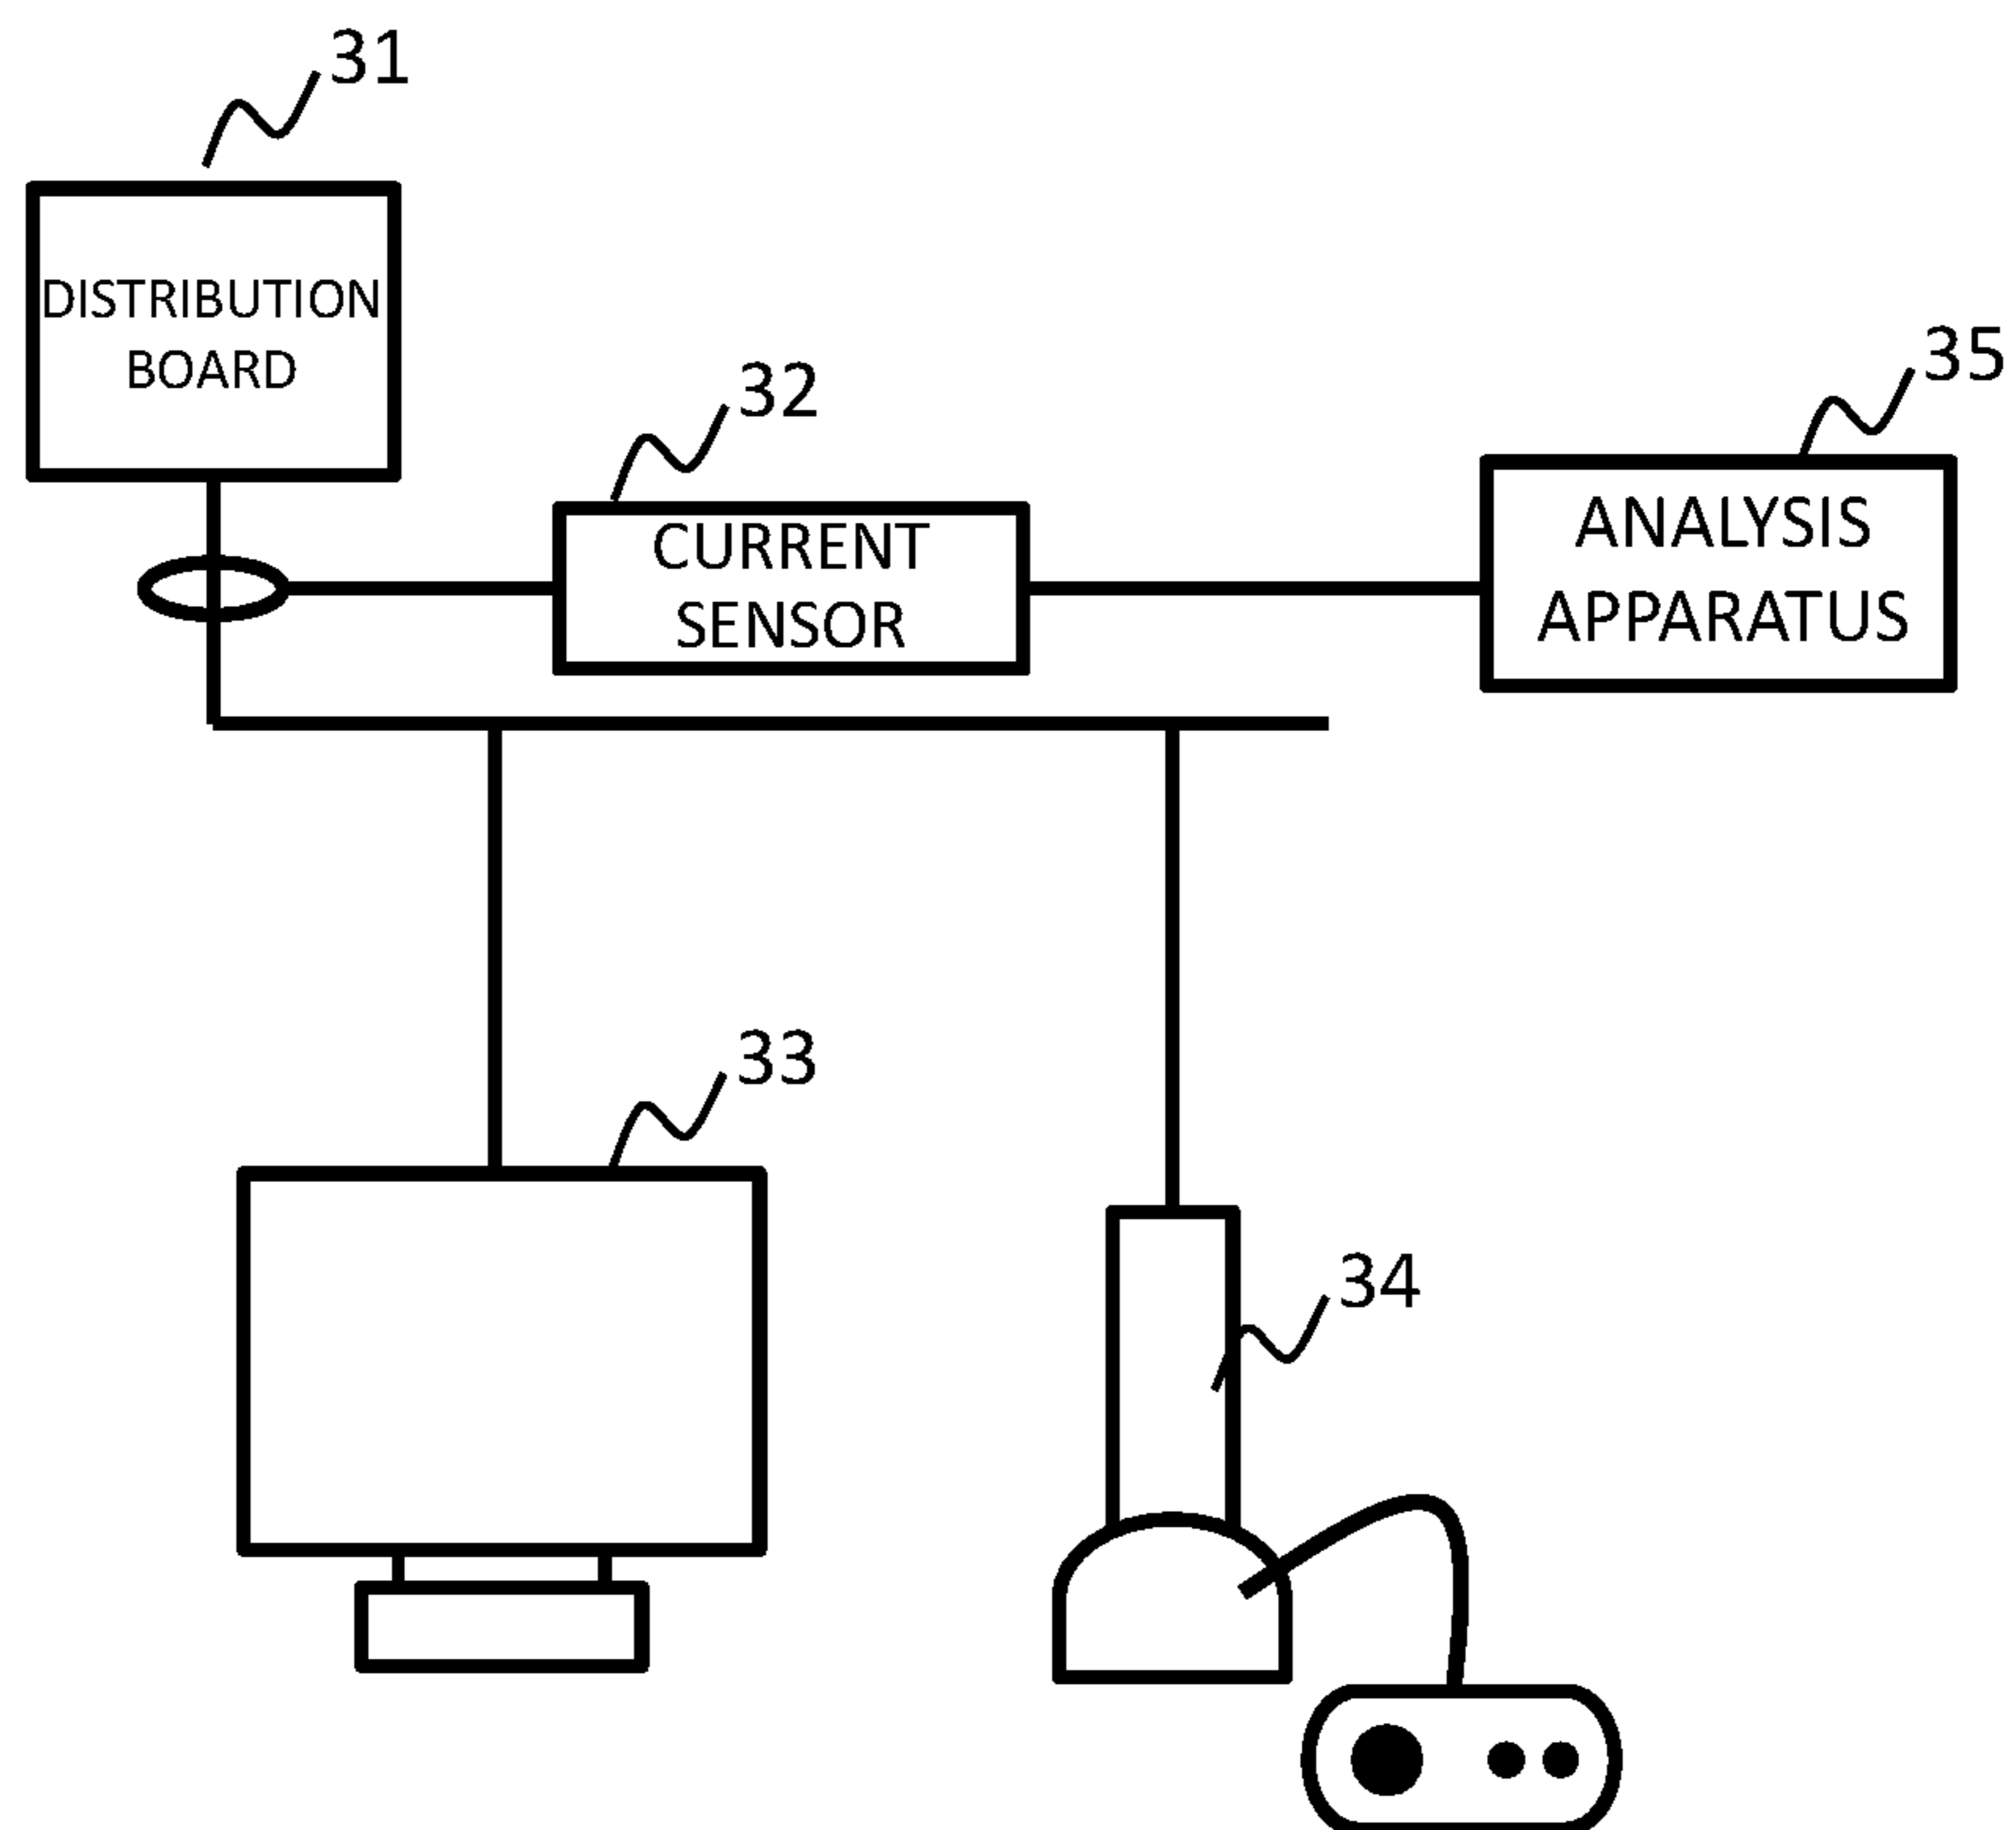 31
DISTRIBUTION
BOARD
32
CURRENT
SENSOR
35
ANALYSIS
APPARATUS
33
34